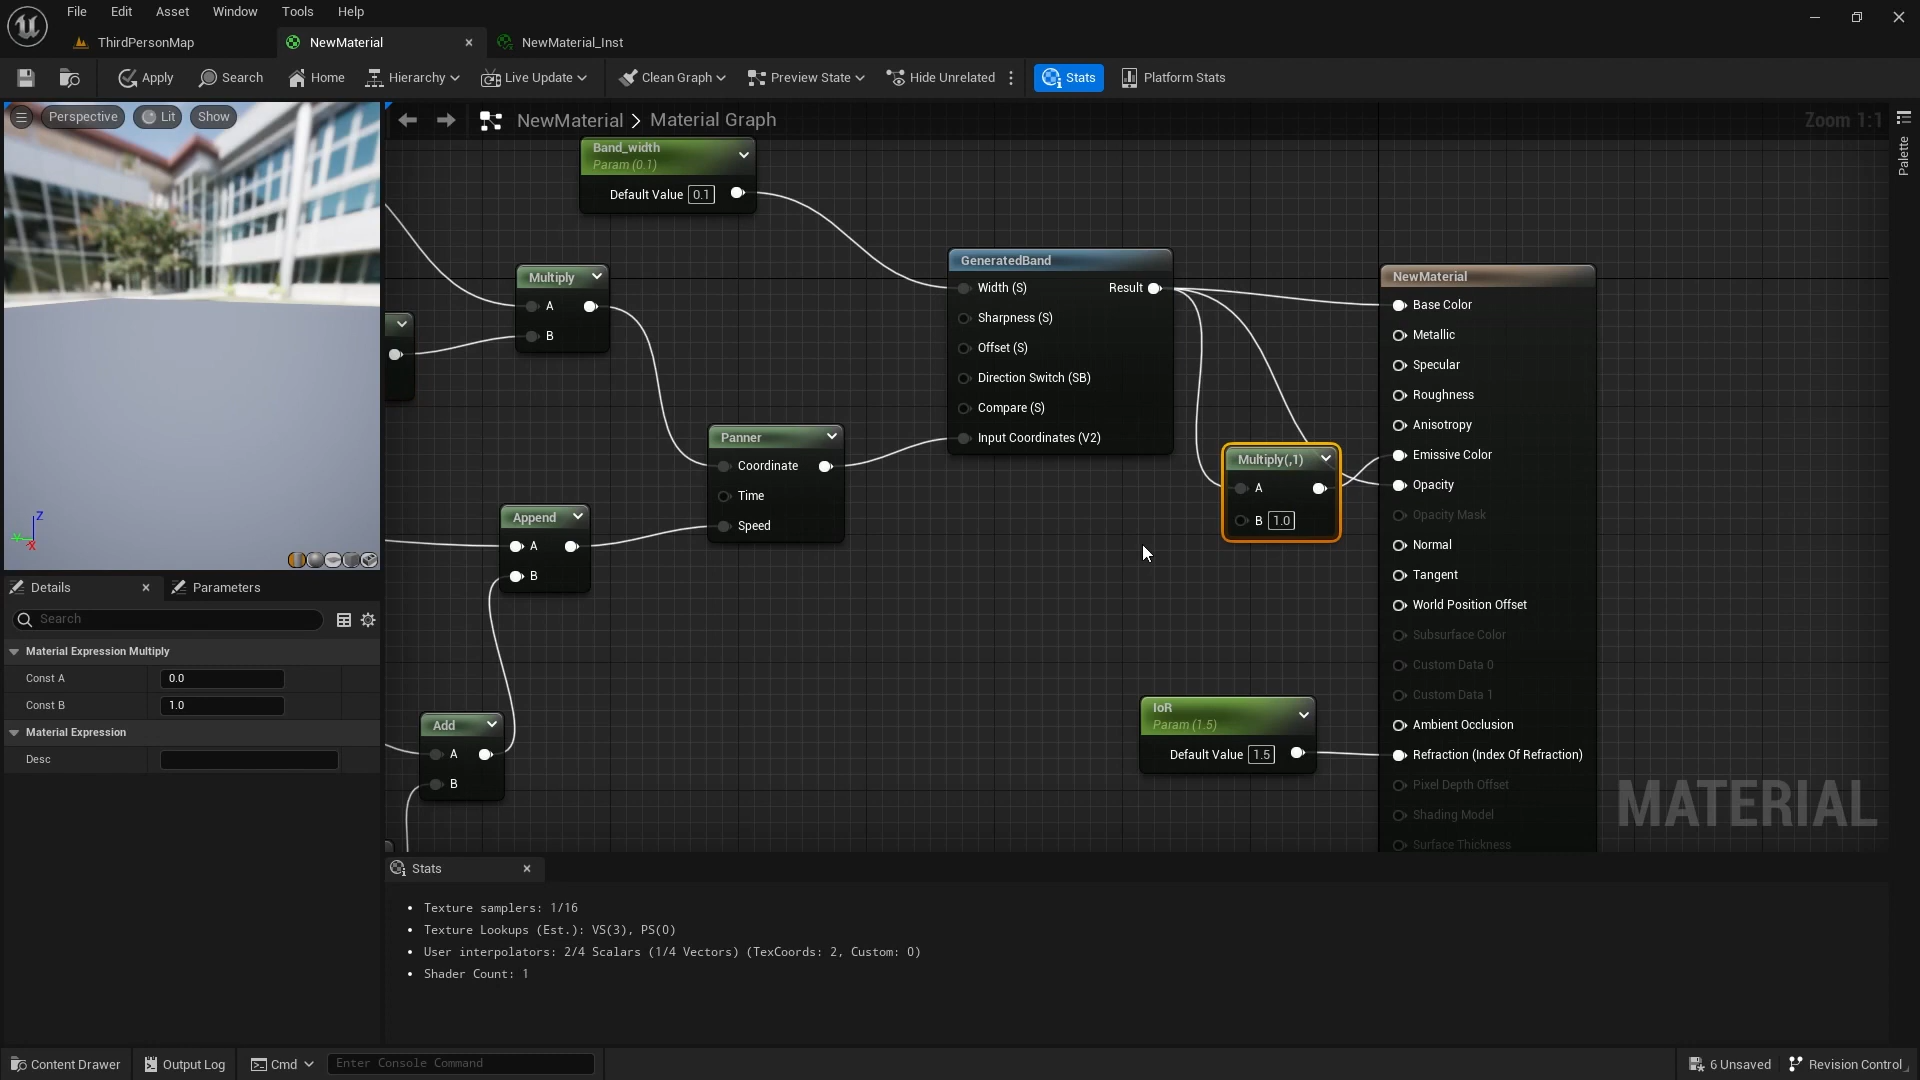 File Edit Asset Window Tools Help
ThirdPersonMap NewMaterial NewMaterial_Inst
Apply Search Home Hierarchy Live Update Clean Graph Preview State Hide Unrelated Stats Platform Stats
Perspective Lit Show
NewMaterial > Material Graph
Zoom 1:1
Palette
Band_width
Param (0.1)
Default Value 0.1
Multiply
A
B
GeneratedBand
Width (S) Result
Sharpness (S)
Offset (S)
Direction Switch (SB)
Compare (S)
Input Coordinates (V2)
Panner
Coordinate
Time
Speed
Append
A
B
Add
A
B
Multiply(,1)
A
B 1.0
IoR
Param (1.5)
Default Value 1.5
NewMaterial
Base Color
Metallic
Specular
Roughness
Anisotropy
Emissive Color
Opacity
Opacity Mask
Normal
Tangent
World Position Offset
Subsurface Color
Custom Data 0
Custom Data 1
Ambient Occlusion
Refraction (Index Of Refraction)
Pixel Depth Offset
Shading Model
Surface Thickness
MATERIAL
Z
Y
X
Details Parameters
Search
Material Expression Multiply
Const A 0.0
Const B 1.0
Material Expression
Desc
Stats
Texture samplers: 1/16
Texture Lookups (Est.): VS(3), PS(0)
User interpolators: 2/4 Scalars (1/4 Vectors) (TexCoords: 2, Custom: 0)
Shader Count: 1
Content Drawer Output Log Cmd Enter Console Command 6 Unsaved Revision Control